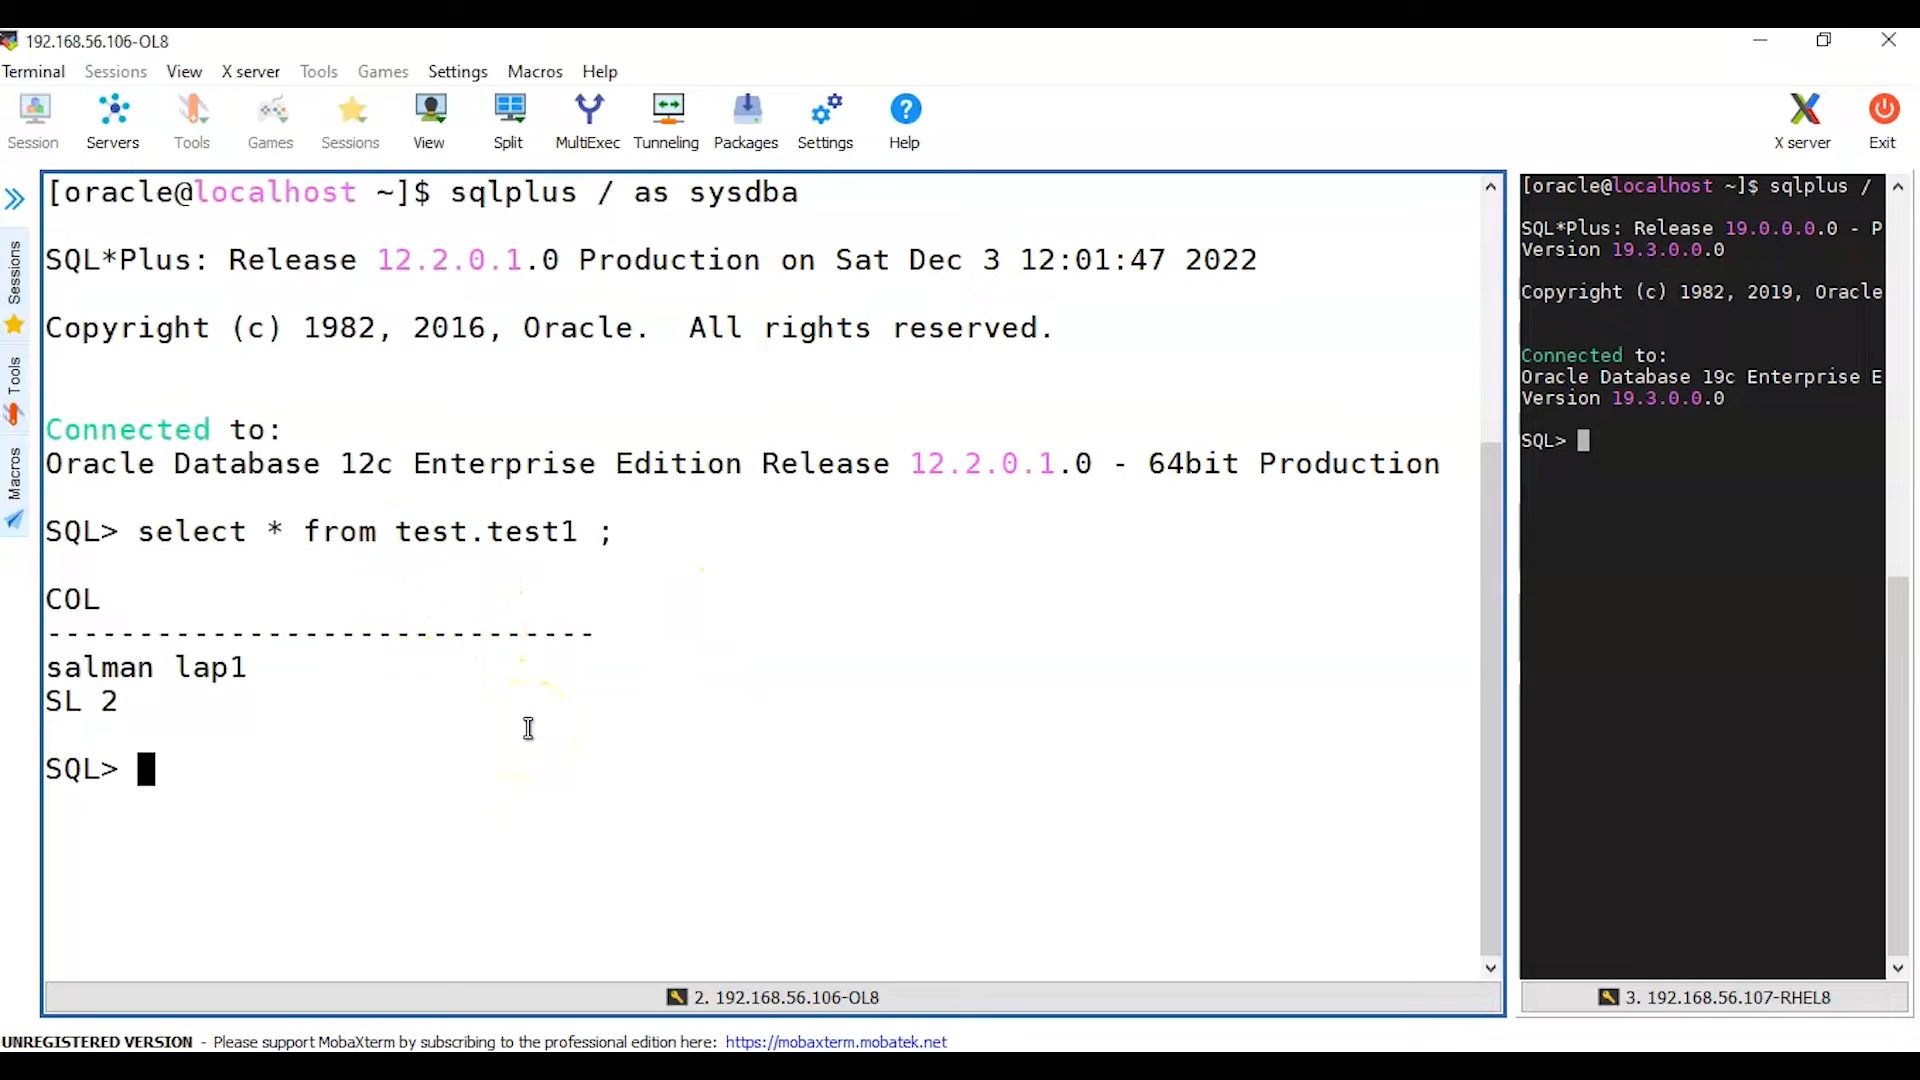 192.168.56.106-OL8
Terminal Sessions View X server Tools Games Settings Macros Help
Session Servers Tools Games Sessions View Split MultiExec Tunneling Packages Settings Help X server Exit
Sessions
Tools
Macros
[oracle@localhost ~]$ sqlplus / as sysdba
SQL*Plus: Release 12.2.0.1.0 Production on Sat Dec 3 12:01:47 2022
Copyright (c) 1982, 2016, Oracle. All rights reserved.
Connected to:
Oracle Database 12c Enterprise Edition Release 12.2.0.1.0 - 64bit Production
SQL> select * from test.test1 ;
COL
------------------------------
salman lap1
SL 2
SQL>
2. 192.168.56.106-OL8
[oracle@localhost ~]$ sqlplus /
SQL*Plus: Release 19.0.0.0.0 - P
Version 19.3.0.0.0
Copyright (c) 1982, 2019, Oracle
Connected to:
Oracle Database 19c Enterprise E
Version 19.3.0.0.0
SQL>
3. 192.168.56.107-RHEL8
UNREGISTERED VERSION - Please support MobaXterm by subscribing to the professional edition here: https://mobaxterm.mobatek.net